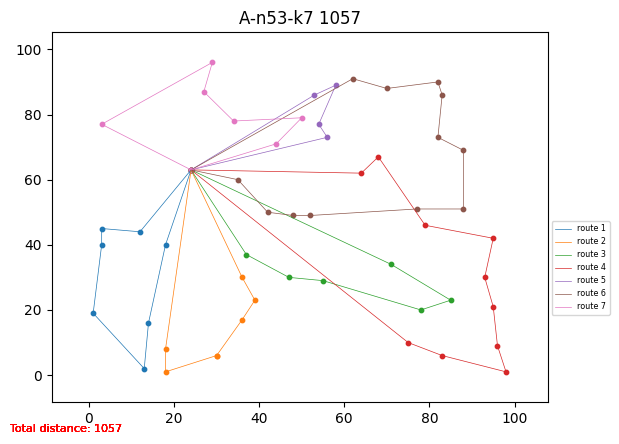 A-n53-k7 1057
100
80
60
40
20
0
0 20 40 60 80 100
route 1
route 2
route 3
route 4
route 5
route 6
route 7
Total distance: 1057